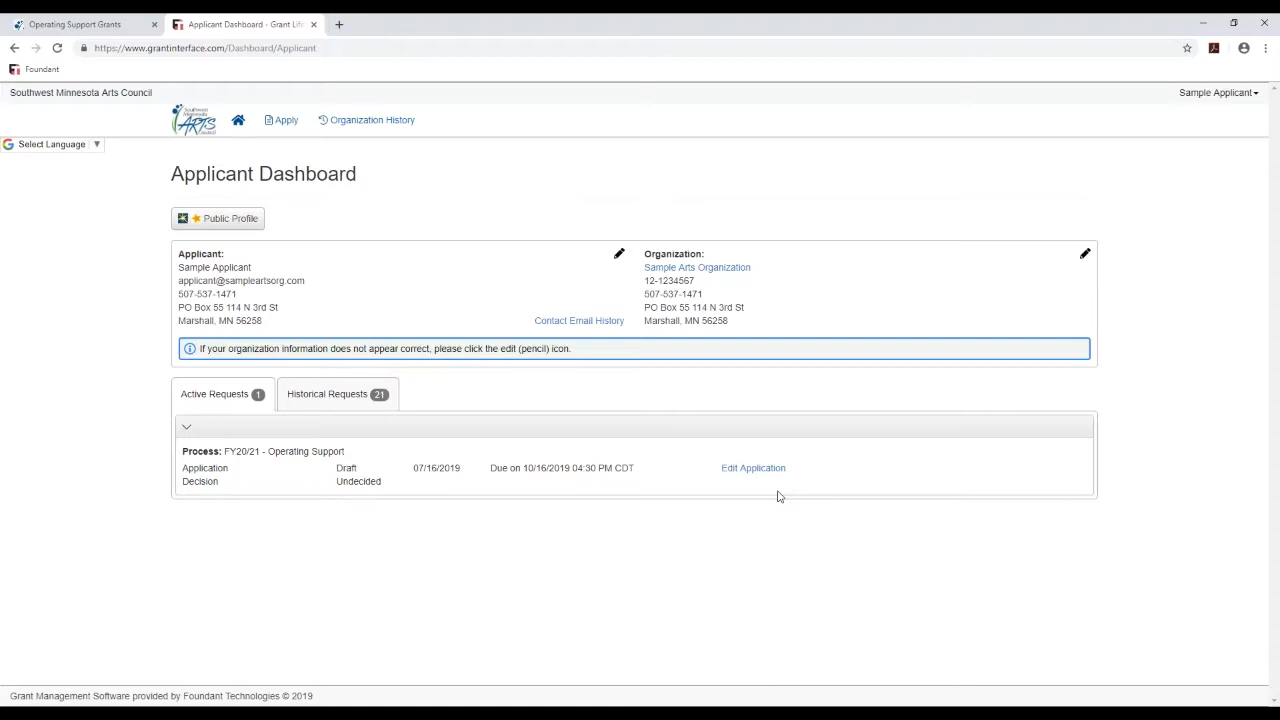 Operating Support Grants
Applicant Dashboard - Grant Life
https://www.grantinterface.com/Dashboard/Applicant
Foundant
Southwest Minnesota Arts Council
Sample Applicant
Southwest
Minnesota
ARTS
Council
Apply
Organization History
Select Language
Applicant Dashboard
Public Profile
Applicant:
Sample Applicant
applicant@sampleartsorg.com
507-537-1471
PO Box 55 114 N 3rd St
Marshall, MN 56258
Contact Email History
Organization:
Sample Arts Organization
12-1234567
507-537-1471
PO Box 55 114 N 3rd St
Marshall, MN 56258
If your organization information does not appear correct, please click the edit (pencil) icon.
Active Requests 1
Historical Requests 21
Process: FY20/21 - Operating Support
Application Draft 07/16/2019 Due on 10/16/2019 04:30 PM CDT Edit Application
Decision Undecided
Grant Management Software provided by Foundant Technologies © 2019